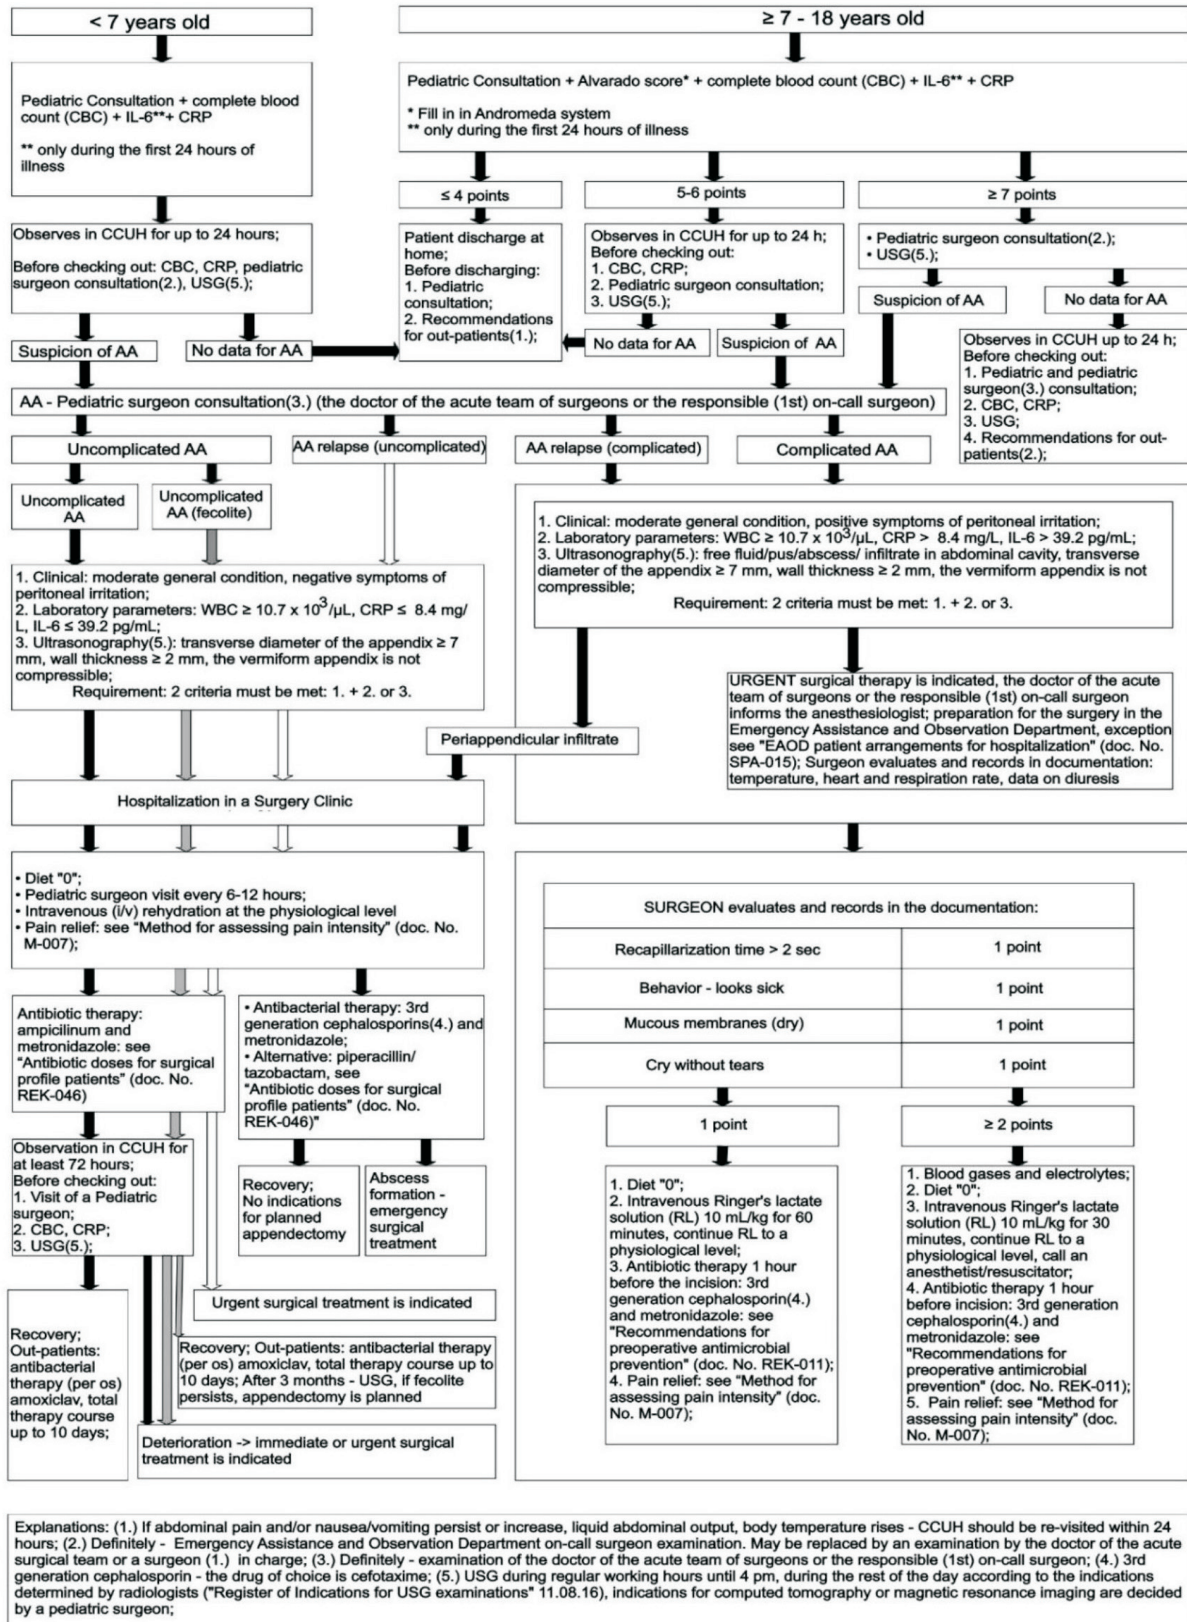 < 7 years old
≥ 7 - 18 years old
Pediatric Consultation + complete blood
count (CBC) + IL-6**+ CRP
** only during the first 24 hours of
illness
Pediatric Consultation + Alvarado score* + complete blood count (CBC) + IL-6** + CRP
* Fill in in Andromeda system
** only during the first 24 hours of illness
≤ 4 points
5-6 points
≥ 7 points
Observes in CCUH for up to 24 hours;
Before checking out: CBC, CRP, pediatric
surgeon consultation(2.), USG(5.);
Patient discharge at
home;
Before discharging:
1. Pediatric
consultation;
2. Recommendations
for out-patients(1.);
Observes in CCUH for up to 24 h;
Before checking out:
1. CBC, CRP;
2. Pediatric surgeon consultation;
3. USG(5.);
• Pediatric surgeon consultation(2.);
• USG(5.);
Suspicion of AA
No data for AA
Suspicion of AA
No data for AA
No data for AA
Suspicion of AA
Observes in CCUH up to 24 h;
Before checking out:
1. Pediatric and pediatric
surgeon(3.) consultation;
2. CBC, CRP;
3. USG;
4. Recommendations for out-
patients(2.);
AA - Pediatric surgeon consultation(3.) (the doctor of the acute team of surgeons or the responsible (1st) on-call surgeon)
Uncomplicated AA
AA relapse (uncomplicated)
AA relapse (complicated)
Complicated AA
Uncomplicated
AA
Uncomplicated
AA (fecolite)
1. Clinical: moderate general condition, negative symptoms of
peritoneal irritation;
2. Laboratory parameters: WBC ≥ 10.7 x 10³/µL, CRP ≤ 8.4 mg/
L, IL-6 ≤ 39.2 pg/mL;
3. Ultrasonography(5.): transverse diameter of the appendix ≥ 7
mm, wall thickness ≥ 2 mm, the vermiform appendix is not
compressible;
Requirement: 2 criteria must be met: 1. + 2. or 3.
1. Clinical: moderate general condition, positive symptoms of peritoneal irritation;
2. Laboratory parameters: WBC ≥ 10.7 x 10³/µL, CRP > 8.4 mg/L, IL-6 > 39.2 pg/mL;
3. Ultrasonography(5.): free fluid/pus/abscess/ infiltrate in abdominal cavity, transverse
diameter of the appendix ≥ 7 mm, wall thickness ≥ 2 mm, the vermiform appendix is not
compressible;
Requirement: 2 criteria must be met: 1. + 2. or 3.
Periappendicular infiltrate
URGENT surgical therapy is indicated, the doctor of the acute
team of surgeons or the responsible (1st) on-call surgeon
informs the anesthesiologist; preparation for the surgery in the
Emergency Assistance and Observation Department, exception
see "EAOD patient arrangements for hospitalization" (doc. No.
SPA-015); Surgeon evaluates and records in documentation:
temperature, heart and respiration rate, data on diuresis
Hospitalization in a Surgery Clinic
• Diet "0";
• Pediatric surgeon visit every 6-12 hours;
• Intravenous (i/v) rehydration at the physiological level
• Pain relief: see "Method for assessing pain intensity" (doc. No.
M-007);
SURGEON evaluates and records in the documentation:
Recapillarization time > 2 sec
1 point
Behavior - looks sick
1 point
Mucous membranes (dry)
1 point
Cry without tears
1 point
1 point
≥ 2 points
Antibiotic therapy:
ampicilinum and
metronidazole: see
"Antibiotic doses for surgical
profile patients" (doc. No.
REK-046)
• Antibacterial therapy: 3rd
generation cephalosporins(4.) and
metronidazole;
• Alternative: piperacillin/
tazobactam, see
"Antibiotic doses for surgical
profile patients" (doc. No.
REK-046)"
Observation in CCUH for
at least 72 hours;
Before checking out:
1. Visit of a Pediatric
surgeon;
2. CBC, CRP;
3. USG(5.);
Recovery;
No indications
for planned
appendectomy
Abscess
formation -
emergency
surgical
treatment
1. Diet "0";
2. Intravenous Ringer's lactate
solution (RL) 10 mL/kg for 60
minutes, continue RL to a
physiological level;
3. Antibiotic therapy 1 hour
before the incision: 3rd
generation cephalosporin(4.)
and metronidazole: see
"Recommendations for
preoperative antimicrobial
prevention" (doc. No. REK-011);
4. Pain relief: see "Method for
assessing pain intensity" (doc.
No. M-007);
1. Blood gases and electrolytes;
2. Diet "0";
3. Intravenous Ringer's lactate
solution (RL) 10 mL/kg for 30
minutes, continue RL to a
physiological level, call an
anesthetist/resuscitator;
4. Antibiotic therapy 1 hour
before incision: 3rd generation
cephalosporin(4.) and
metronidazole: see
"Recommendations for
preoperative antimicrobial
prevention" (doc. No. REK-011);
5. Pain relief: see "Method for
assessing pain intensity" (doc.
No. M-007);
Urgent surgical treatment is indicated
Recovery;
Out-patients:
antibacterial
therapy (per os)
amoxiclav, total
therapy course
up to 10 days;
Recovery; Out-patients: antibacterial therapy
(per os) amoxiclav, total therapy course up to
10 days; After 3 months - USG, if fecolite
persists, appendectomy is planned
Deterioration -> immediate or urgent surgical
treatment is indicated
Explanations: (1.) If abdominal pain and/or nausea/vomiting persist or increase, liquid abdominal output, body temperature rises - CCUH should be re-visited within 24
hours; (2.) Definitely - Emergency Assistance and Observation Department on-call surgeon examination. May be replaced by an examination by the doctor of the acute
surgical team or a surgeon (1.) in charge; (3.) Definitely - examination of the doctor of the acute team of surgeons or the responsible (1st) on-call surgeon; (4.) 3rd
generation cephalosporin - the drug of choice is cefotaxime; (5.) USG during regular working hours until 4 pm, during the rest of the day according to the indications
determined by radiologists ("Register of Indications for USG examinations" 11.08.16), indications for computed tomography or magnetic resonance imaging are decided
by a pediatric surgeon;